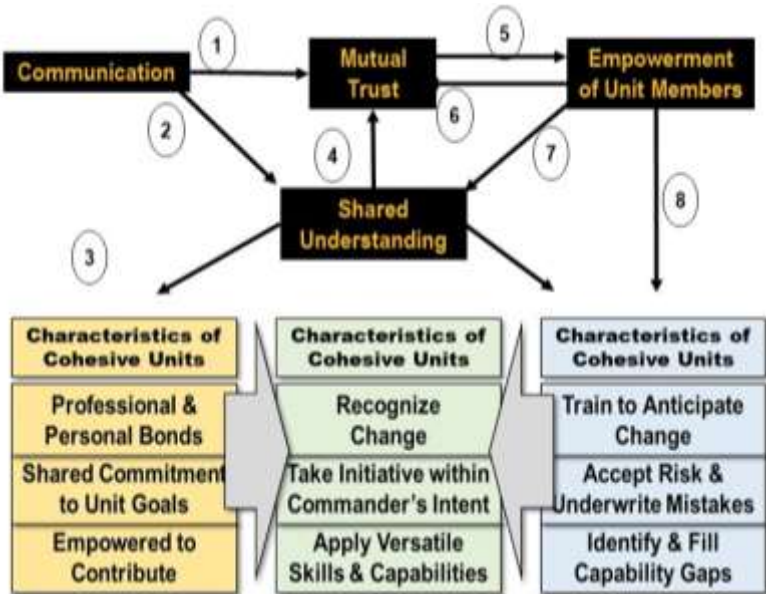 1
5
Communication
Mutual
Trust
Empowerment
of Unit Members
2
4
6
7
8
Shared
Understanding
3
Characteristics of
Cohesive Units
Professional &
Personal Bonds
Shared Commitment
to Unit Goals
Empowered to
Contribute
Characteristics of
Cohesive Units
Recognize
Change
Take Initiative within
Commander's Intent
Apply Versatile
Skills & Capabilities
Characteristics of
Cohesive Units
Train to Anticipate
Change
Accept Risk &
Underwrite Mistakes
Identify & Fill
Capability Gaps